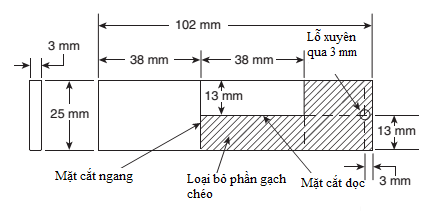 102 mm
Lỗ xuyên
qua 3 mm
3 mm
38 mm
38 mm
13 mm
25 mm
13 mm
Mặt cắt ngang
Loại bỏ phần gạch
chéo
Mặt cắt dọc
3 mm